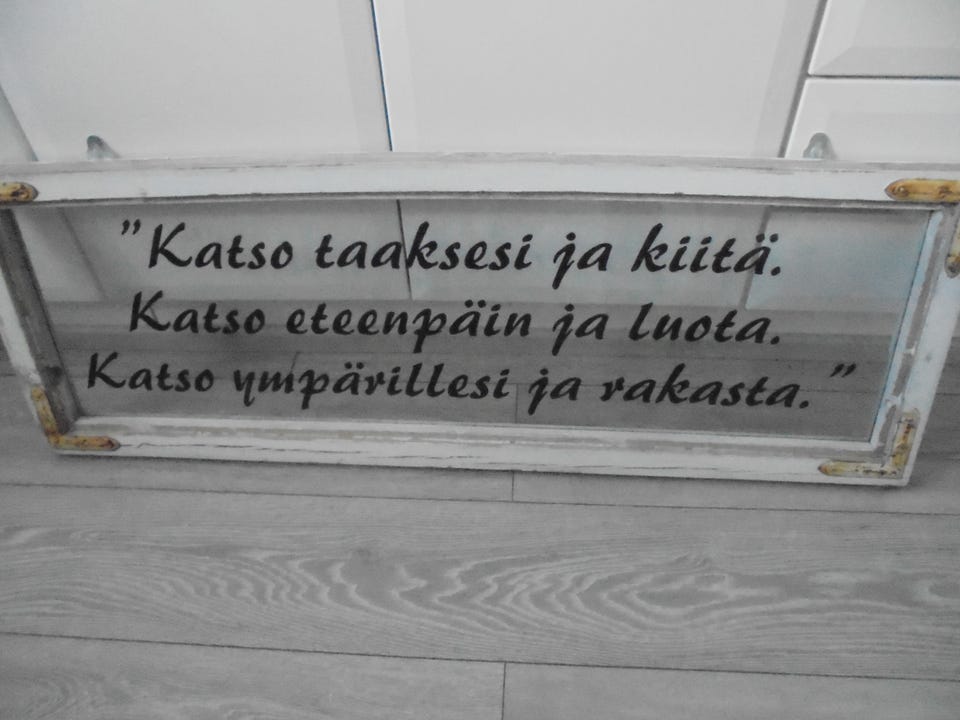 ”Katso taaksesi ja kiitä.
Katso eteenpäin ja luota.
Katso ympärillesi ja rakasta.”